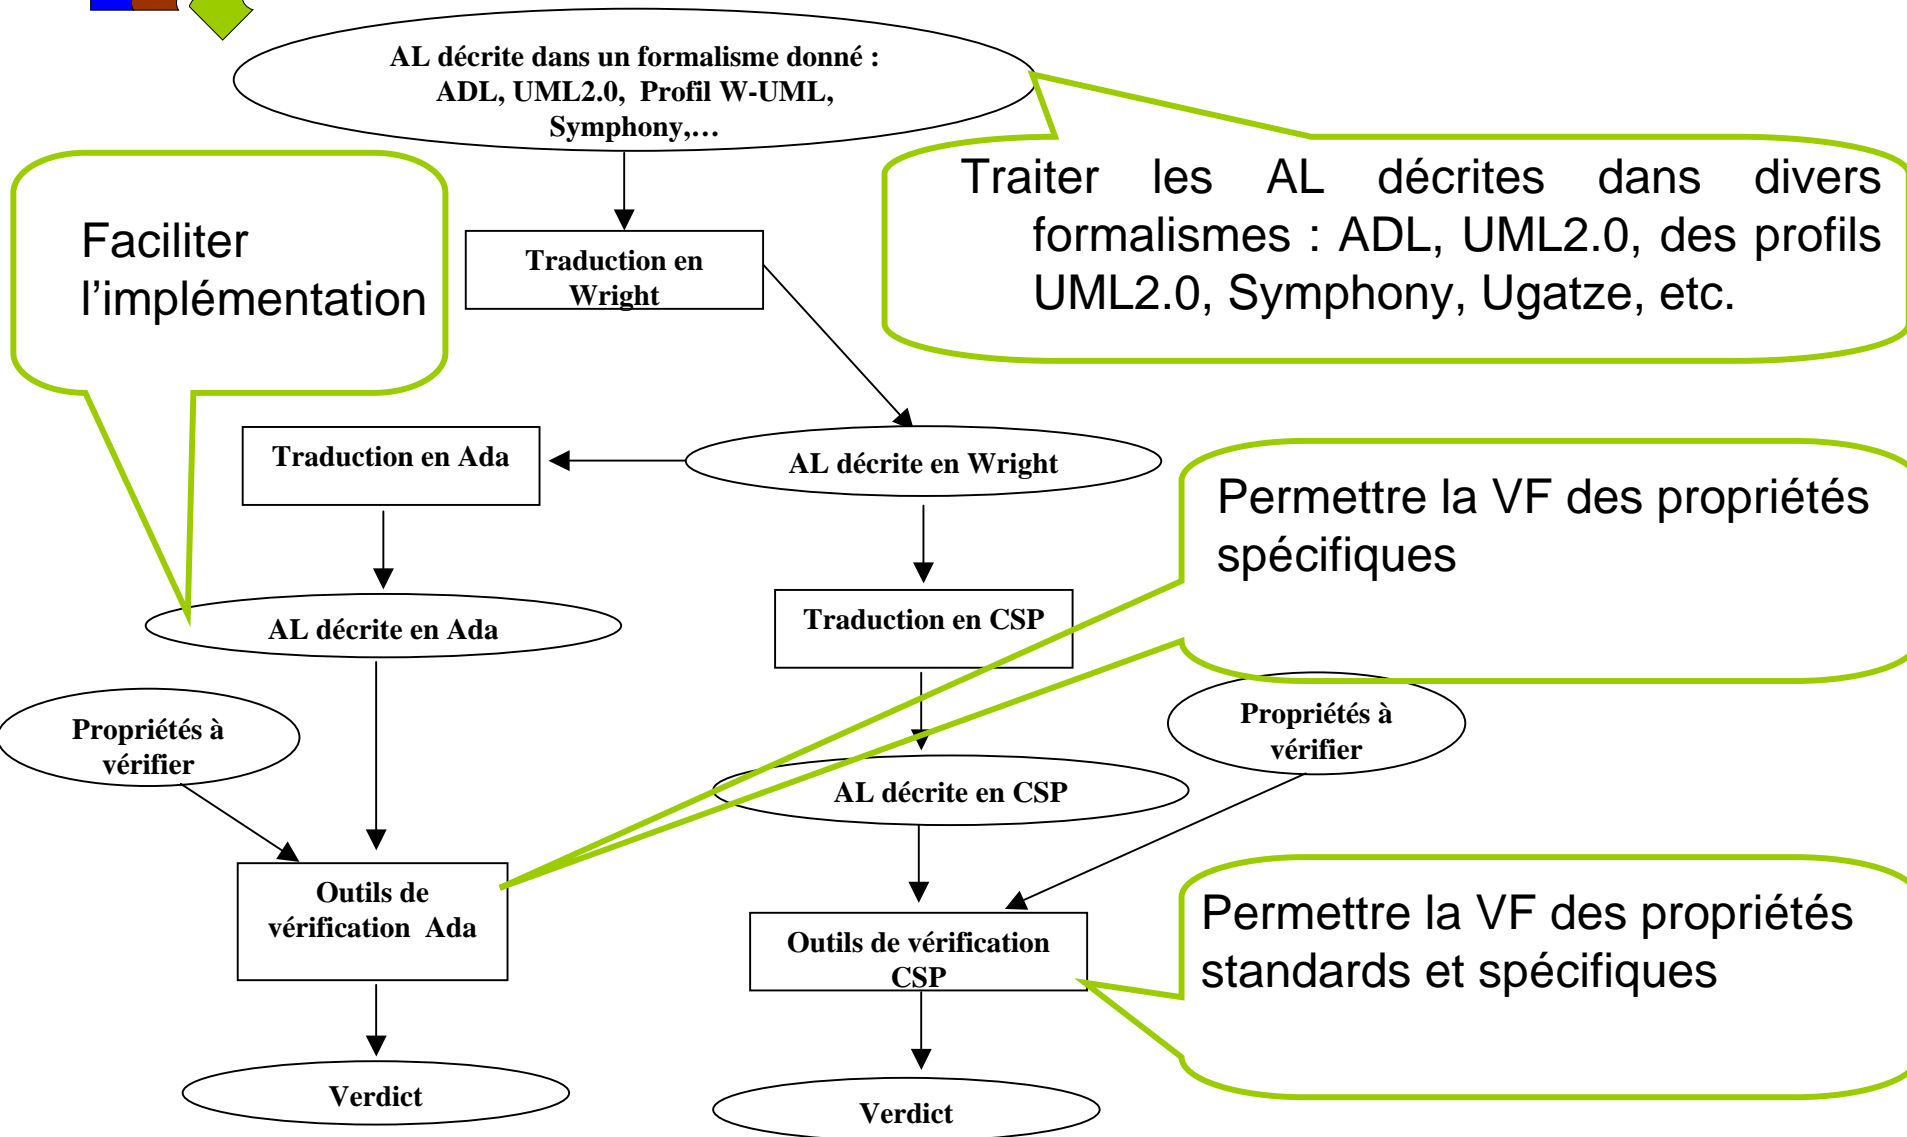 AL décrite dans un formalisme donné :
ADL, UML2.0, Profil W-UML,
Symphony,…
Traiter les AL décrites dans divers
formalismes : ADL, UML2.0, des profils
UML2.0, Symphony, Ugatze, etc.
Faciliter
l’implémentation
Traduction en
Wright
Traduction en Ada
AL décrite en Wright
Permettre la VF des propriétés
spécifiques
AL décrite en Ada
Traduction en CSP
Propriétés à
vérifier
Propriétés à
vérifier
AL décrite en CSP
Outils de
vérification Ada
Outils de vérification
CSP
Permettre la VF des propriétés
standards et spécifiques
Verdict
Verdict